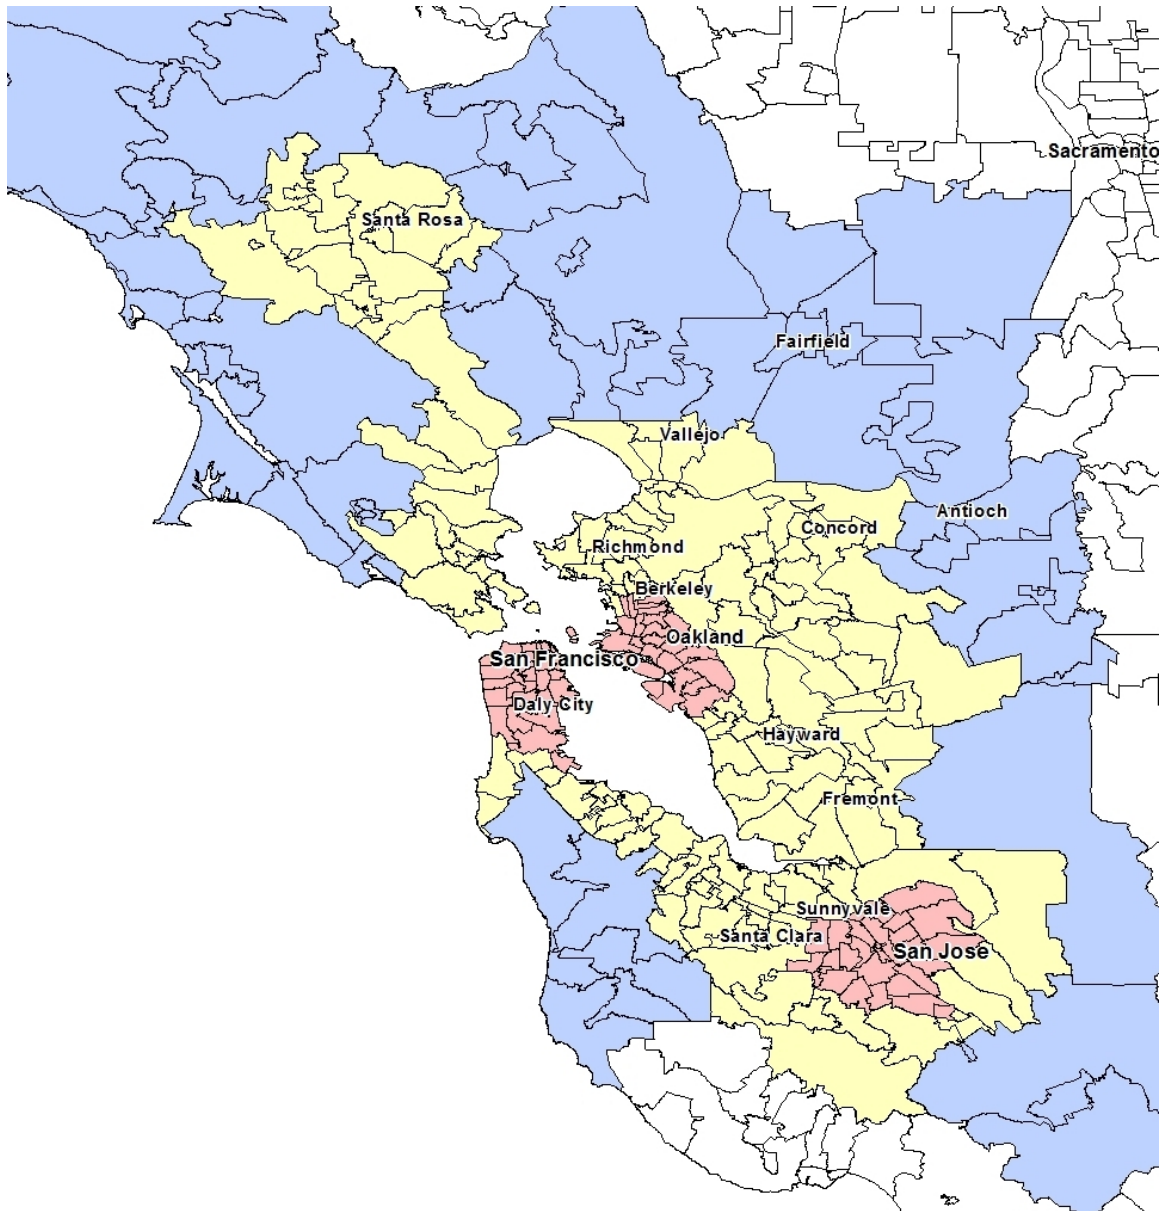 Sacramento
Santa Rosa
Fairfield
Vallejo
Antioch
Concord
Richmond
Berkeley
Oakland
San Francisco
Daly City
Hayward
Fremont
Sunnyvale
Santa Clara
San Jose